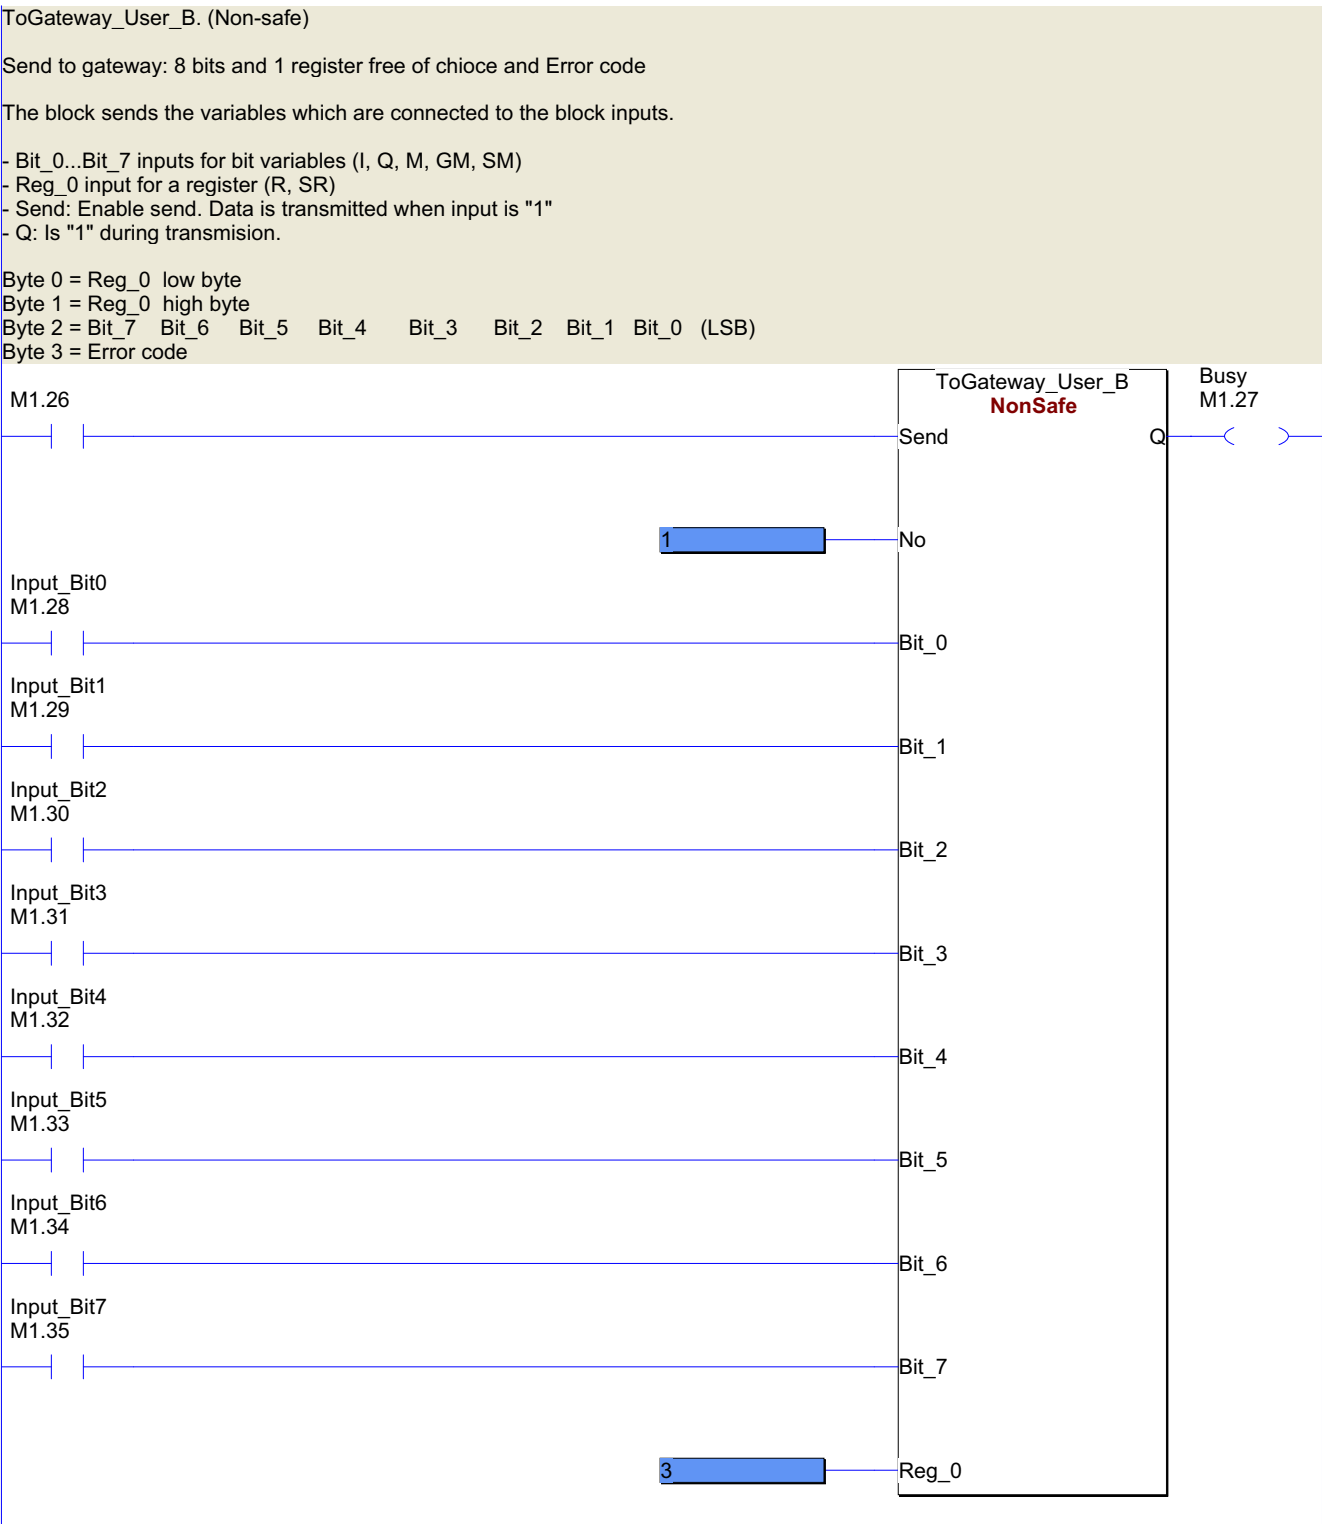 ToGateway_User_B. (Non-safe)
Send to gateway: 8 bits and 1 register free of chioce and Error code
The block sends the variables which are connected to the block inputs.
- Bit_0...Bit_7 inputs for bit variables (I, Q, M, GM, SM)
- Reg_0 input for a register (R, SR)
- Send: Enable send. Data is transmitted when input is "1"
- Q: Is "1" during transmision.
Byte 0 = Reg_0  low byte
Byte 1 = Reg_0  high byte
Byte 2 = Bit_7    Bit_6    Bit_5    Bit_4    Bit_3    Bit_2    Bit_1    Bit_0    (LSB)
Byte 3 = Error code
M1.26
ToGateway_User_B
NonSafe
Busy
M1.27
Send
Q
1
No
Input_Bit0
M1.28
Bit_0
Input_Bit1
M1.29
Bit_1
Input_Bit2
M1.30
Bit_2
Input_Bit3
M1.31
Bit_3
Input_Bit4
M1.32
Bit_4
Input_Bit5
M1.33
Bit_5
Input_Bit6
M1.34
Bit_6
Input_Bit7
M1.35
Bit_7
3
Reg_0